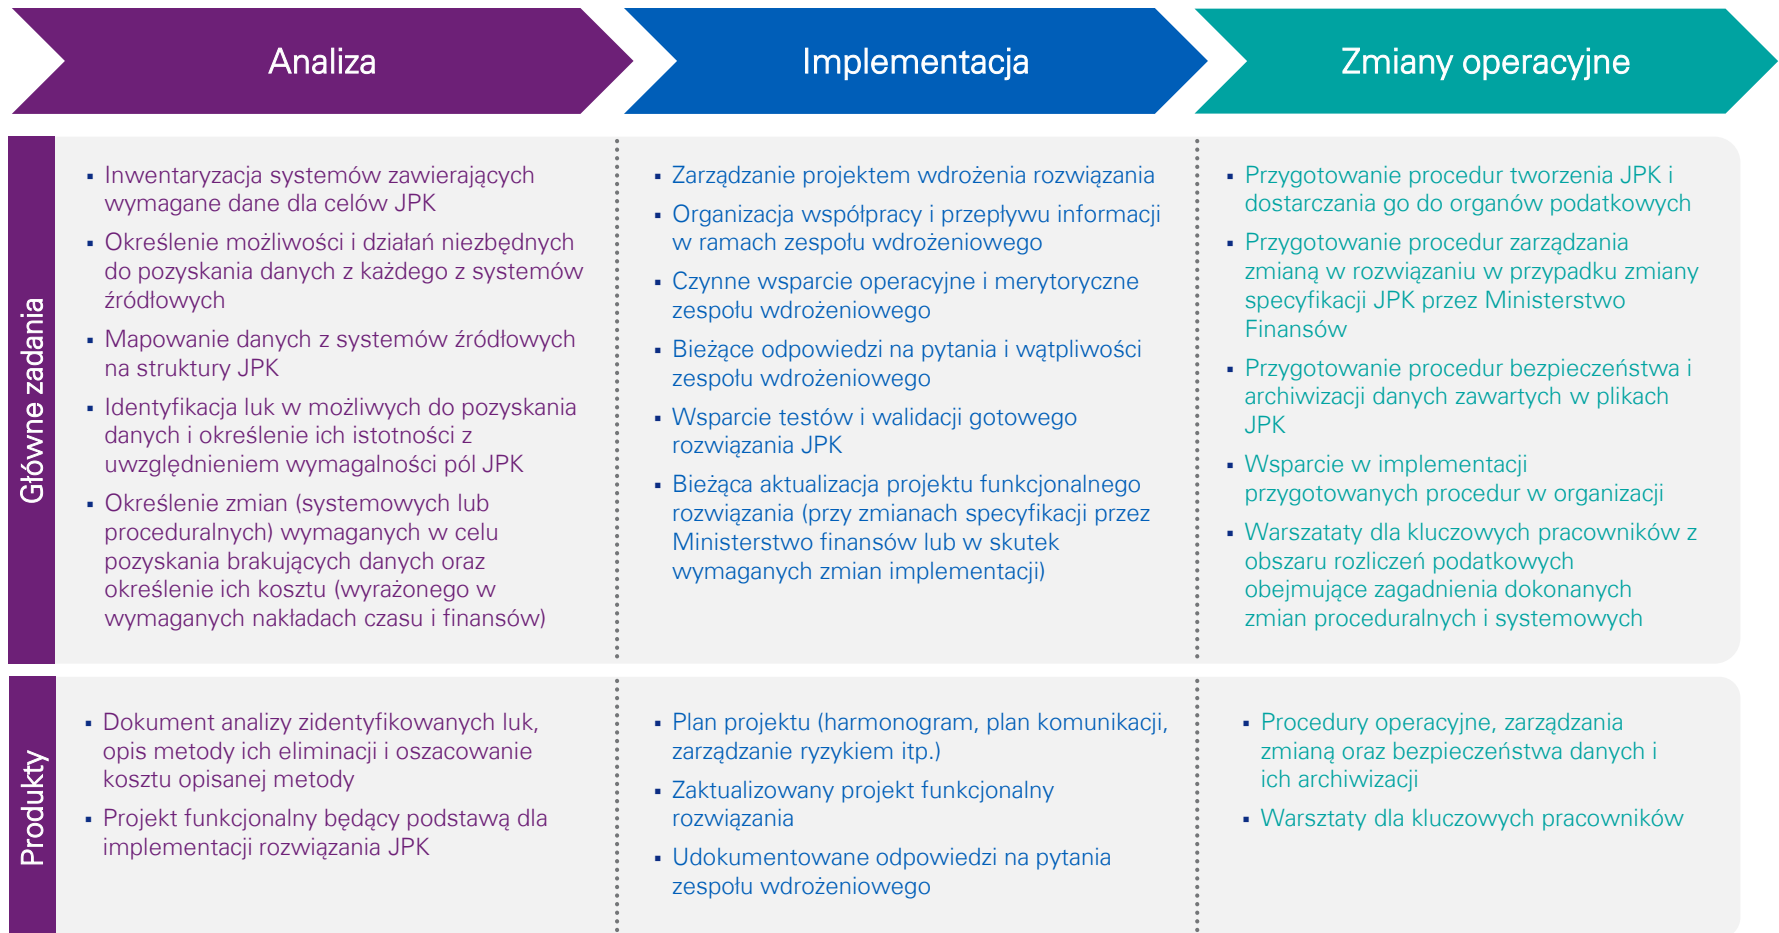 Analiza
Implementacja
Zmiany operacyjne
Główne zadania
▪ Inwentaryzacja systemów zawierających
wymagane dane dla celów JPK
▪ Określenie możliwości i działań niezbędnych
do pozyskania danych z każdego z systemów
źródłowych
▪ Mapowanie danych z systemów źródłowych
na struktury JPK
▪ Identyfikacja luk w możliwych do pozyskania
danych i określenie ich istotności z
uwzględnieniem wymagalności pól JPK
▪ Określenie zmian (systemowych lub
proceduralnych) wymaganych w celu
pozyskania brakujących danych oraz
określenie ich kosztu (wyrażonego w
wymaganych nakładach czasu i finansów)
▪ Zarządzanie projektem wdrożenia rozwiązania
▪ Organizacja współpracy i przepływu informacji
w ramach zespołu wdrożeniowego
▪ Czynne wsparcie operacyjne i merytoryczne
zespołu wdrożeniowego
▪ Bieżące odpowiedzi na pytania i wątpliwości
zespołu wdrożeniowego
▪ Wsparcie testów i walidacji gotowego
rozwiązania JPK
▪ Bieżąca aktualizacja projektu funkcjonalnego
rozwiązania (przy zmianach specyfikacji przez
Ministerstwo finansów lub w skutek
wymaganych zmian implementacji)
▪ Przygotowanie procedur tworzenia JPK i
dostarczania go do organów podatkowych
▪ Przygotowanie procedur zarządzania
zmianą w rozwiązaniu w przypadku zmiany
specyfikacji JPK przez Ministerstwo
Finansów
▪ Przygotowanie procedur bezpieczeństwa i
archiwizacji danych zawartych w plikach
JPK
▪ Wsparcie w implementacji
przygotowanych procedur w organizacji
▪ Warszataty dla kluczowych pracowników z
obszaru rozliczeń podatkowych
obejmujące zagadnienia dokonanych
zmian proceduralnych i systemowych
Produkty
▪ Dokument analizy zidentyfikowanych luk,
opis metody ich eliminacji i oszacowanie
kosztu opisanej metody
▪ Projekt funkcjonalny będący podstawą dla
implementacji rozwiązania JPK
▪ Plan projektu (harmonogram, plan komunikacji,
zarządzanie ryzykiem itp.)
▪ Zaktualizowany projekt funkcjonalny
rozwiązania
▪ Udokumentowane odpowiedzi na pytania
zespołu wdrożeniowego
▪ Procedury operacyjne, zarządzania
zmianą oraz bezpieczeństwa danych i
ich archiwizacji
▪ Warsztaty dla kluczowych pracowników